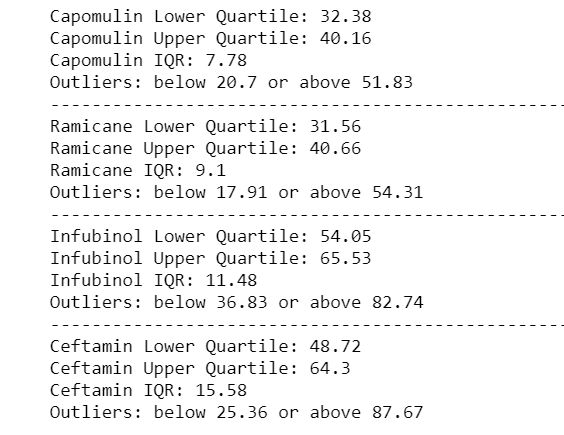 Capomulin Lower Quartile: 32.38
Capomulin Upper Quartile: 40.16
Capomulin IQR: 7.78
Outliers: below 20.7 or above 51.83
-------------------------------------------------
Ramicane Lower Quartile: 31.56
Ramicane Upper Quartile: 40.66
Ramicane IQR: 9.1
Outliers: below 17.91 or above 54.31
-------------------------------------------------
Infubinol Lower Quartile: 54.05
Infubinol Upper Quartile: 65.53
Infubinol IQR: 11.48
Outliers: below 36.83 or above 82.74
-------------------------------------------------
Ceftamin Lower Quartile: 48.72
Ceftamin Upper Quartile: 64.3
Ceftamin IQR: 15.58
Outliers: below 25.36 or above 87.67